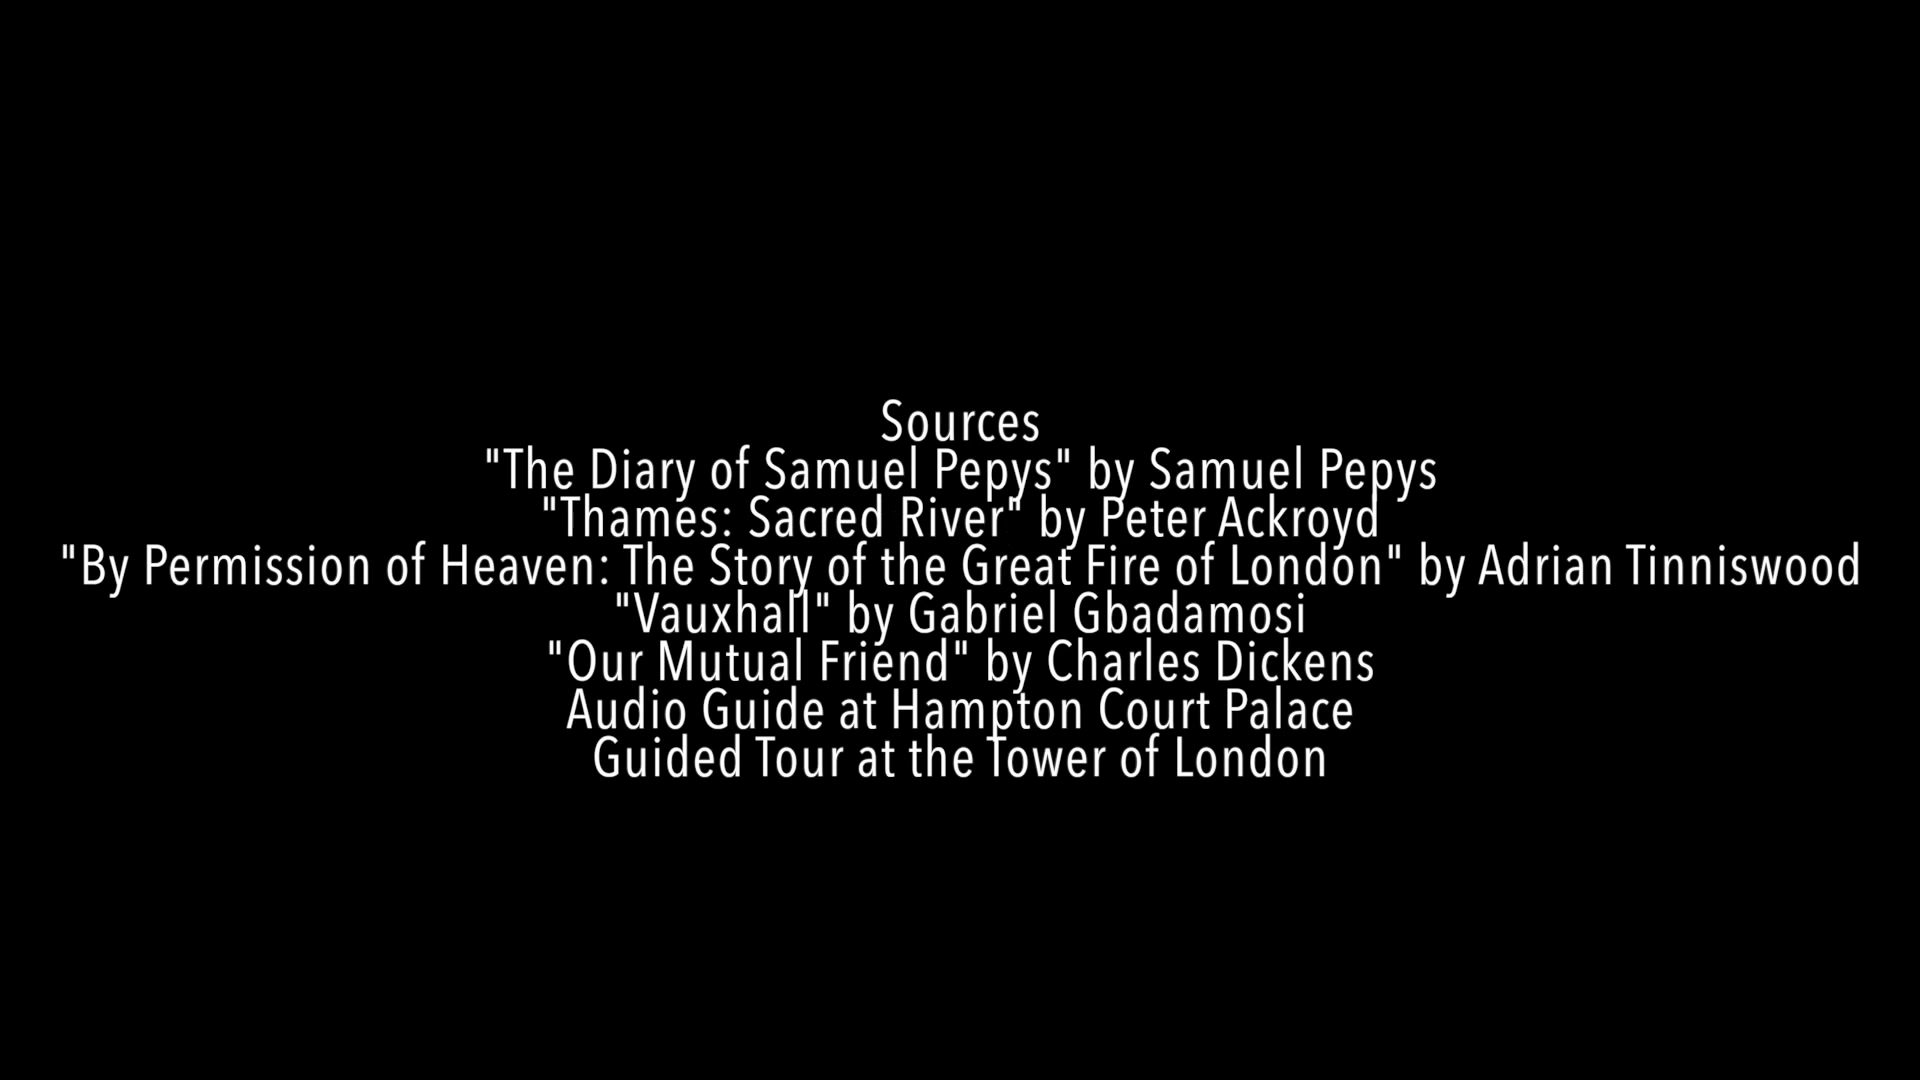 Sources
"The Diary of Samuel Pepys" by Samuel Pepys
"Thames: Sacred River" by Peter Ackroyd
"By Permission of Heaven: The Story of the Great Fire of London" by Adrian Tinniswood
"Vauxhall" by Gabriel Gbadamosi
"Our Mutual Friend" by Charles Dickens
Audio Guide at Hampton Court Palace
Guided Tour at the Tower of London